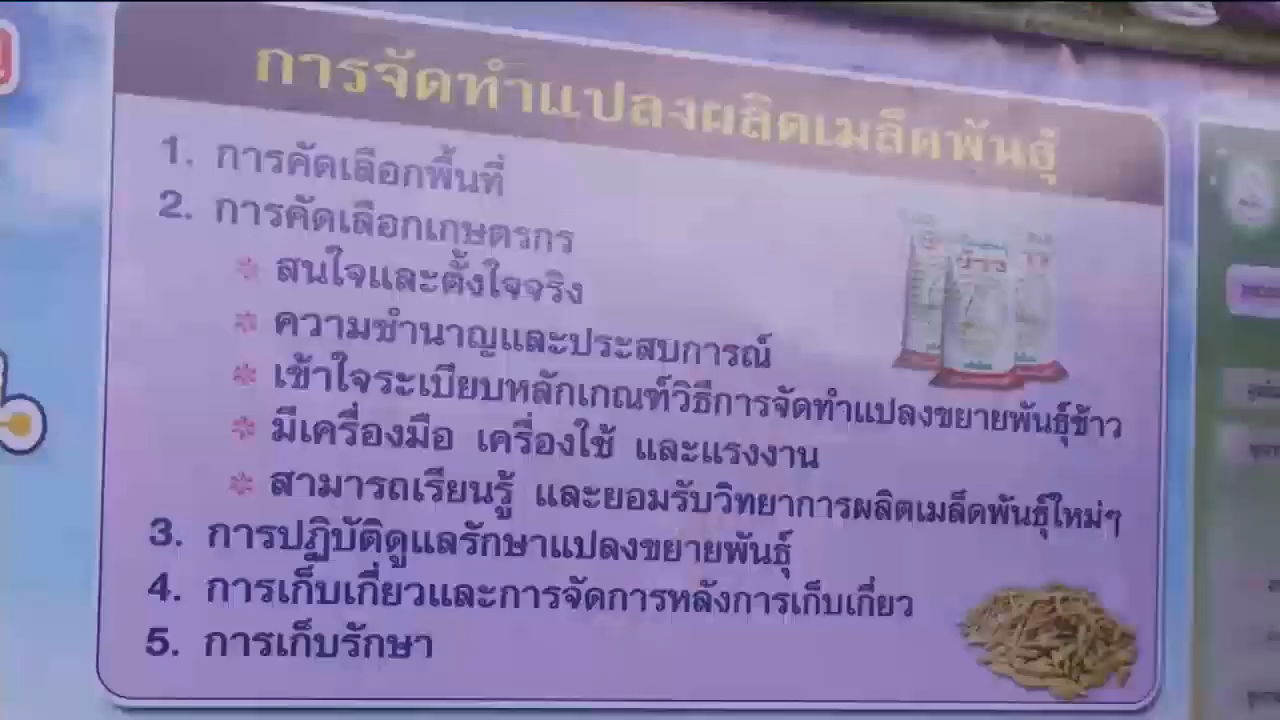 การจัดทำแปลงผลิตเมล็ดพันธุ์
1. การคัดเลือกพื้นที่
2. การคัดเลือกเกษตรกร
* สนใจและตั้งใจจริง
* ความชำนาญและประสบการณ์
* เข้าใจระเบียบหลักเกณฑ์วิธีการจัดทำแปลงขยายพันธุ์ข้าว
* มีเครื่องมือ เครื่องใช้ และแรงงาน
* สามารถเรียนรู้ และยอมรับวิทยาการผลิตเมล็ดพันธุ์ใหม่ๆ
3. การปฏิบัติดูแลรักษาแปลงขยายพันธุ์
4. การเก็บเกี่ยวและการจัดการหลังการเก็บเกี่ยว
5. การเก็บรักษา